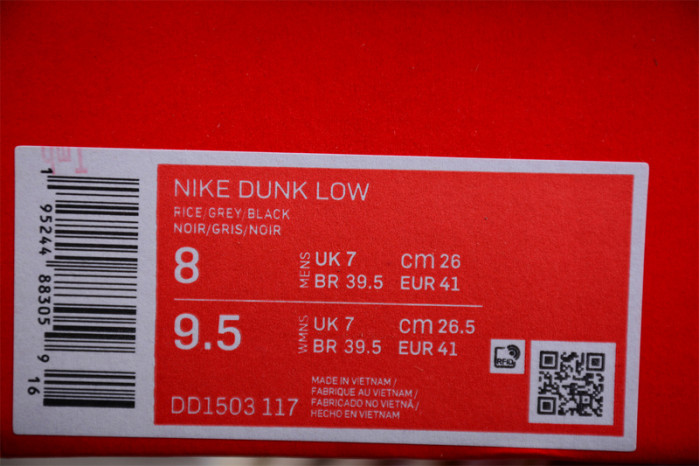 NIKE DUNK LOW
RICE/GREY/BLACK
NOIR/GRIS/NOIR
8
MENS
UK 7 cm 26
BR 39.5 EUR 41
9.5
WMNS
UK 7 cm 26.5
BR 39.5 EUR 41
DD1503 117
MADE IN VIETNAM /
FABRIQUE AU VIETNAM /
FABRICADO NO VIETNÃ /
HECHO EN VIETNAM
RFID
1 95244 88305 9
16